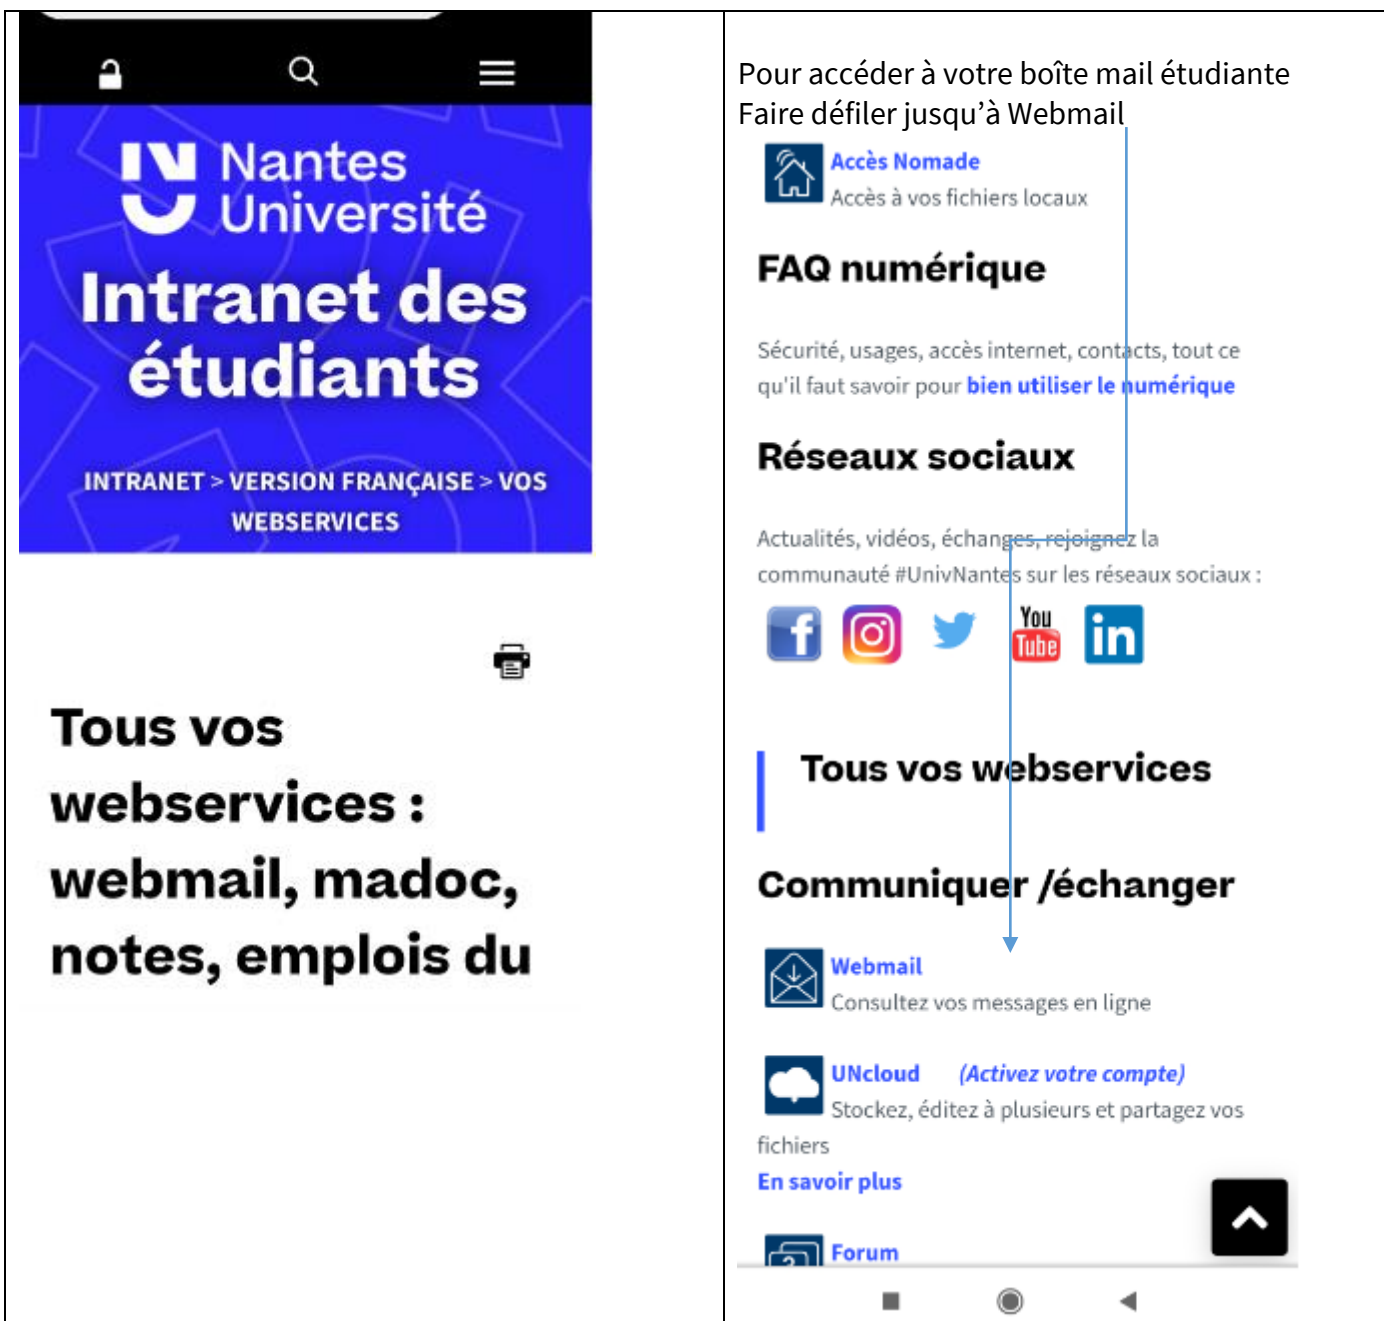 Nantes
Université
Intranet des
étudiants
INTRANET > VERSION FRANÇAISE > VOS
WEBSERVICES
Tous vos
webservices :
webmail, madoc,
notes, emplois du
Pour accéder à votre boîte mail étudiante
Faire défiler jusqu’à Webmail
Accès Nomade
Accès à vos fichiers locaux
FAQ numérique
Sécurité, usages, accès internet, contacts, tout ce
qu'il faut savoir pour bien utiliser le numérique
Réseaux sociaux
Actualités, vidéos, échanges, rejoignez la
communauté #UnivNantes sur les réseaux sociaux :
You
Tube
in
Tous vos webservices
Communiquer /échanger
Webmail
Consultez vos messages en ligne
UNcloud (Activez votre compte)
Stockez, éditez à plusieurs et partagez vos
fichiers
En savoir plus
Forum